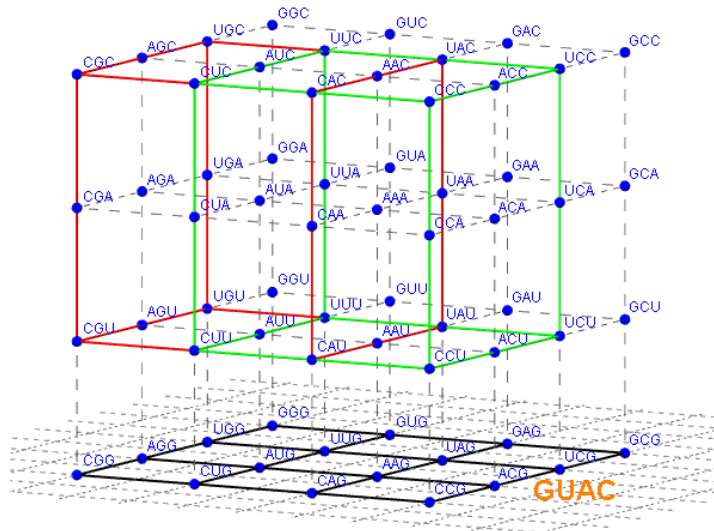 GGC
UGC GUC
AGC UUC GAC
CGC AUC UAC GCC
CUC AAC UCC
CAC ACC
CCC
GGA
UGA GUA
AGA UUA GAA
CGA AUA UAA GCA
CUA AAA UCA
CAA ACA
CCA
GGU
UGU GUU
AGU UUU GAU
CGU AUU UAU GCU
CUU AAU UCU
CAU ACU
CCU
GGG
UGG GUG
AGG UUG GAG
CGG AUG UAG GCG
CUG AAG UCG
CAG ACG
CCG
GUAC